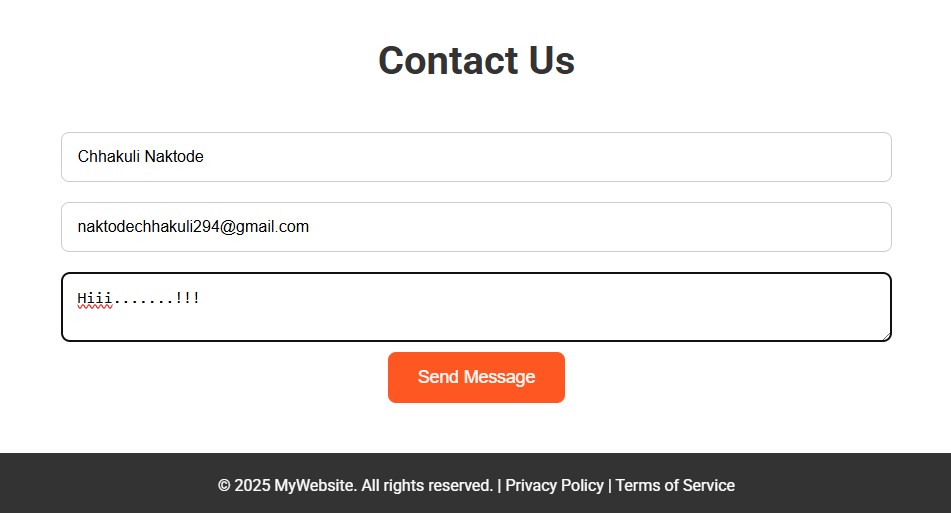 Contact Us
Chhakuli Naktode
naktodechhakuli294@gmail.com
Hiii.......!!!
Send Message
© 2025 MyWebsite. All rights reserved. | Privacy Policy | Terms of Service